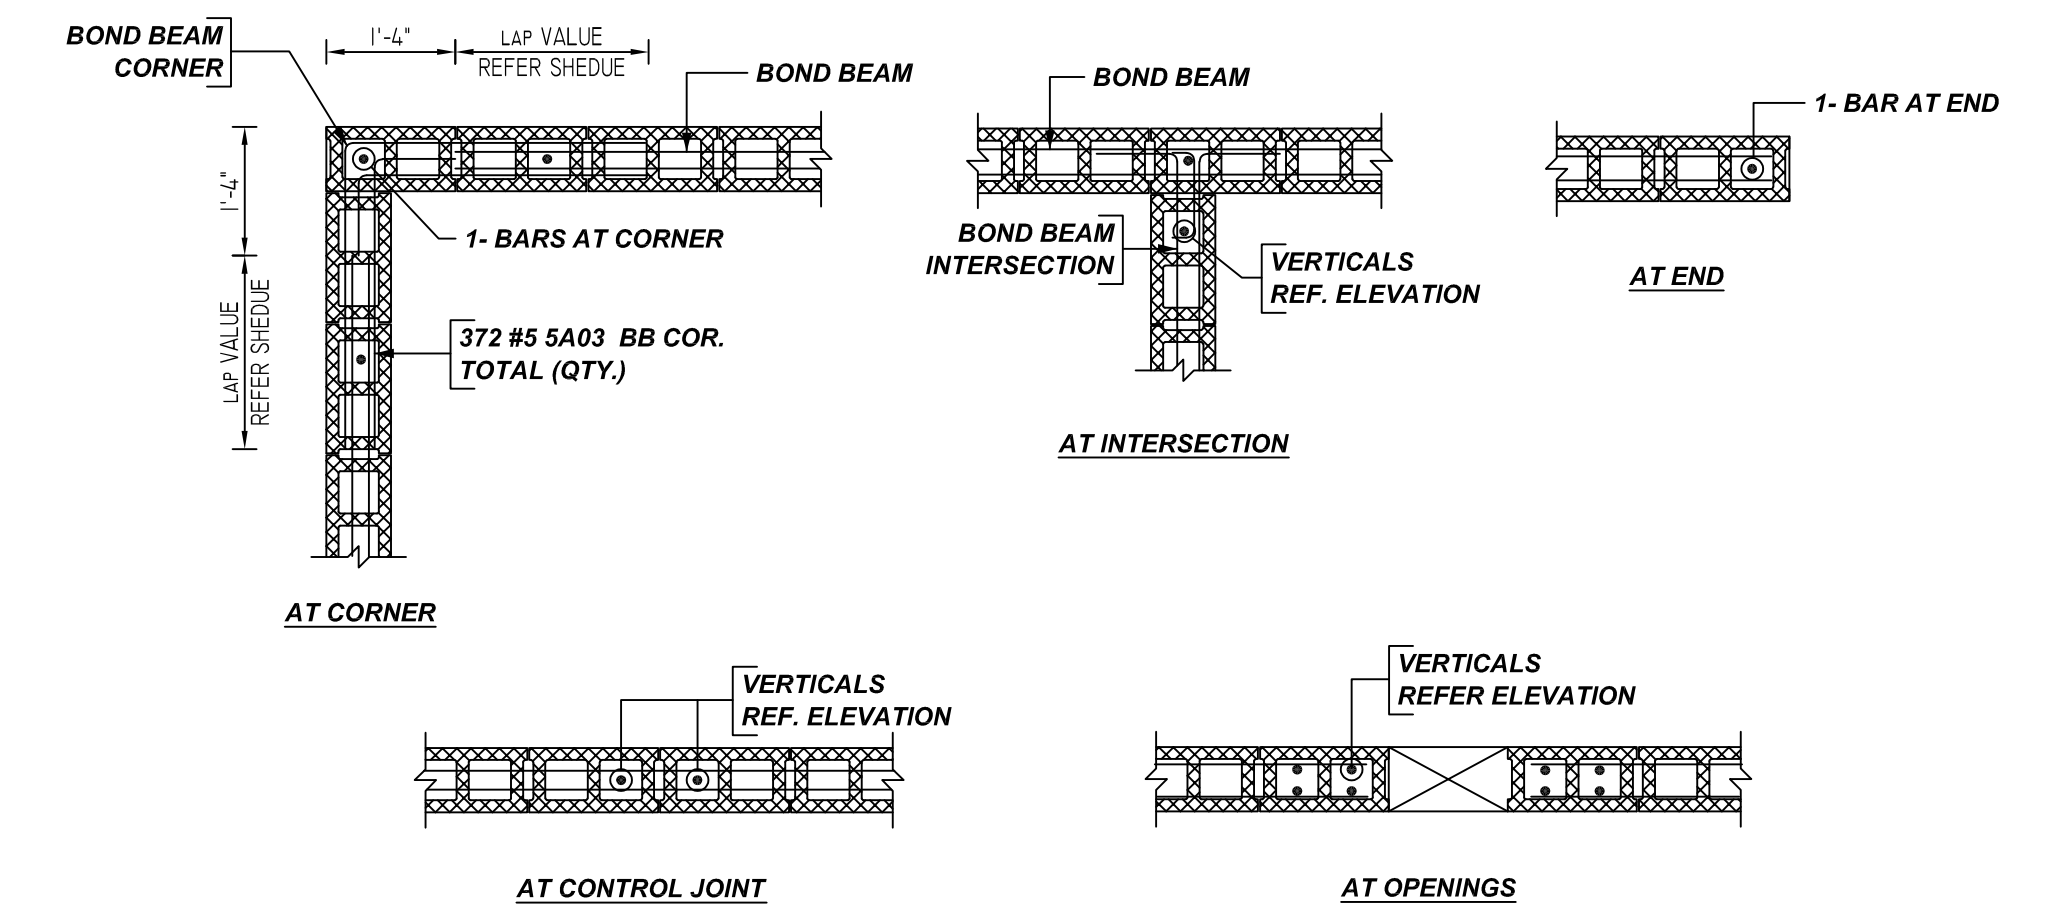 BOND BEAM
CORNER
1'-4"
LAP VALUE
REFER SHEDUE
BOND BEAM
1'-4"
LAP VALUE
REFER SHEDUE
1- BARS AT CORNER
372 #5 5A03 BB COR.
TOTAL (QTY.)
AT CORNER
BOND BEAM
BOND BEAM
INTERSECTION
VERTICALS
REF. ELEVATION
AT INTERSECTION
1- BAR AT END
AT END
VERTICALS
REF. ELEVATION
AT CONTROL JOINT
VERTICALS
REFER ELEVATION
AT OPENINGS